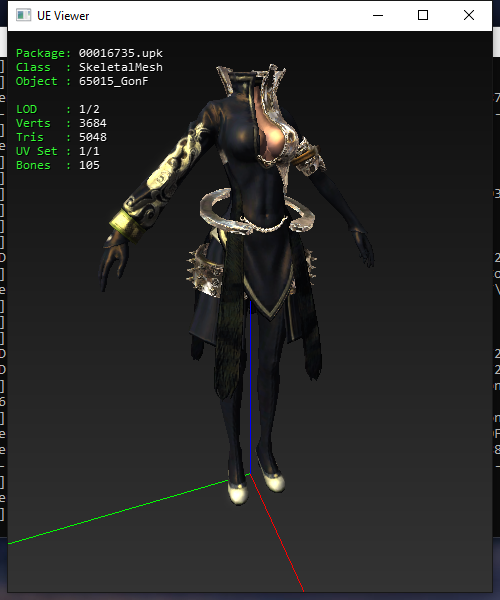 UE Viewer
Package: 00016735.upk
Class : SkeletalMesh
Object : 65015_GonF
LOD : 1/2
Verts : 3684
Tris : 5048
UV Set : 1/1
Bones : 105